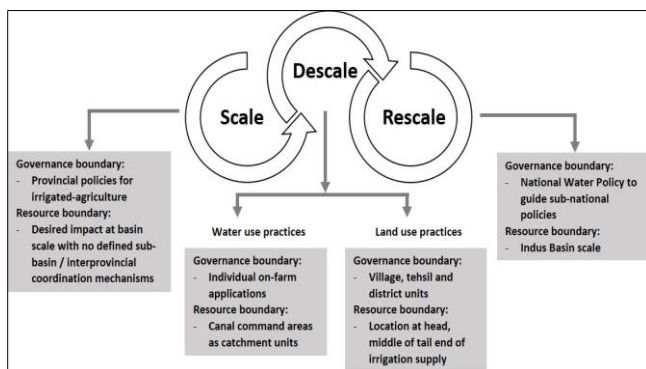 Descale
Scale
Rescale
Governance boundary:
- Provincial policies for
irrigated-agriculture
Resource boundary:
- Desired impact at basin
scale with no defined sub-
basin / interprovincial
coordination mechanisms
Water use practices
Governance boundary:
- Individual on-farm
applications
Resource boundary:
- Canal command areas
as catchment units
Land use practices
Governance boundary:
- Village, tehsil and
district units
Resource boundary:
- Location at head,
middle of tail end of
irrigation supply
Governance boundary:
- National Water Policy to
guide sub-national
policies
Resource boundary:
- Indus Basin scale